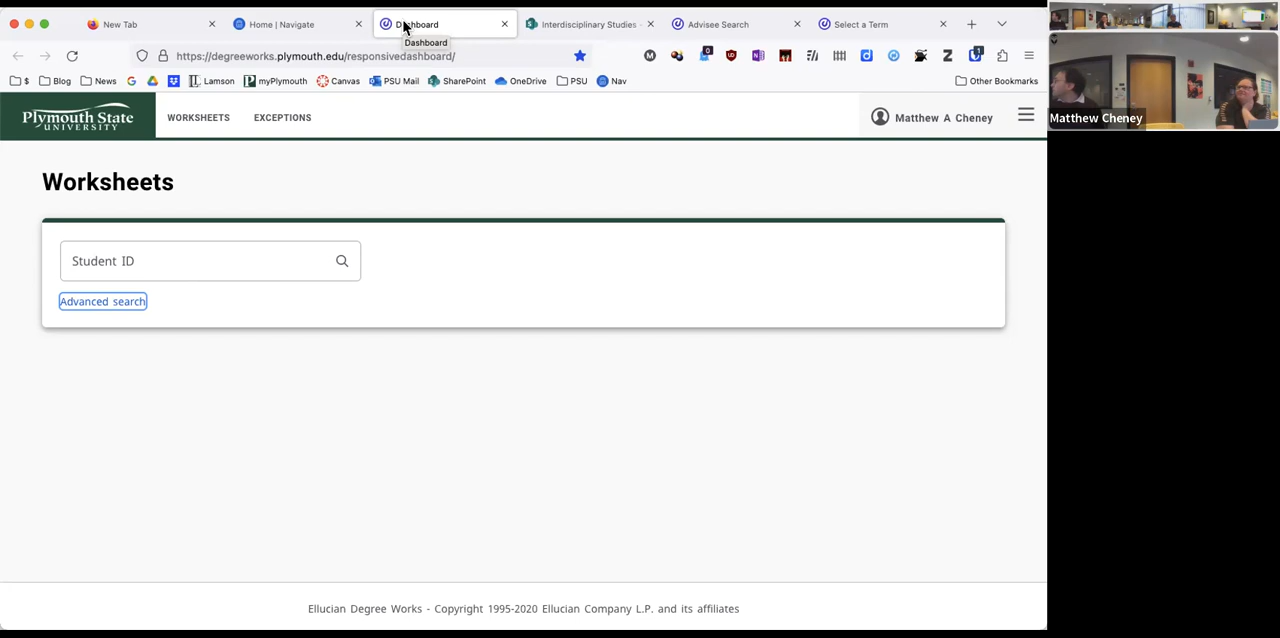 New Tab
Home | Navigate
Dashboard
Interdisciplinary Studies -
Advisee Search
Select a Term
Dashboard
https://degreeworks.plymouth.edu/responsivedashboard/
$
Blog
News
Lamson
myPlymouth
Canvas
PSU Mail
SharePoint
OneDrive
PSU
Nav
Other Bookmarks
Plymouth State
UNIVERSITY
WORKSHEETS
EXCEPTIONS
Matthew A Cheney
Matthew Cheney
Worksheets
Student ID
Advanced search
Ellucian Degree Works - Copyright 1995-2020 Ellucian Company L.P. and its affiliates